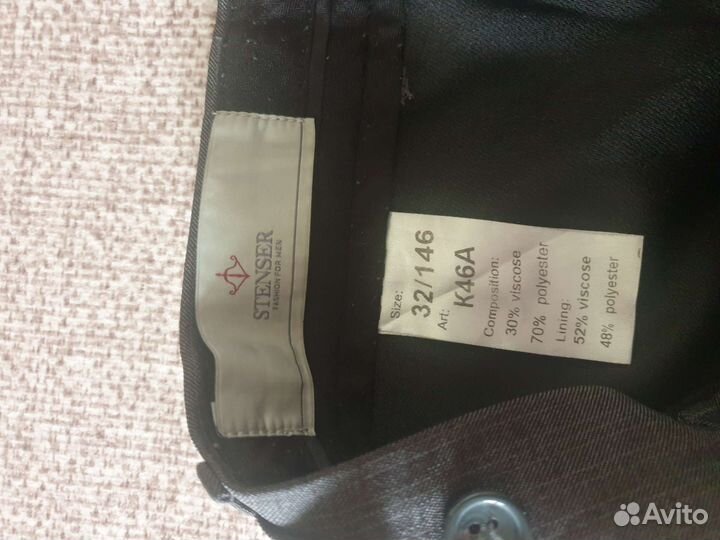 STENSER
FASHION FOR MEN
Size:
32/146
Art:
K46A
Composition:
30% viscose
70% polyester
Lining:
52% viscose
48% polyester
Avito